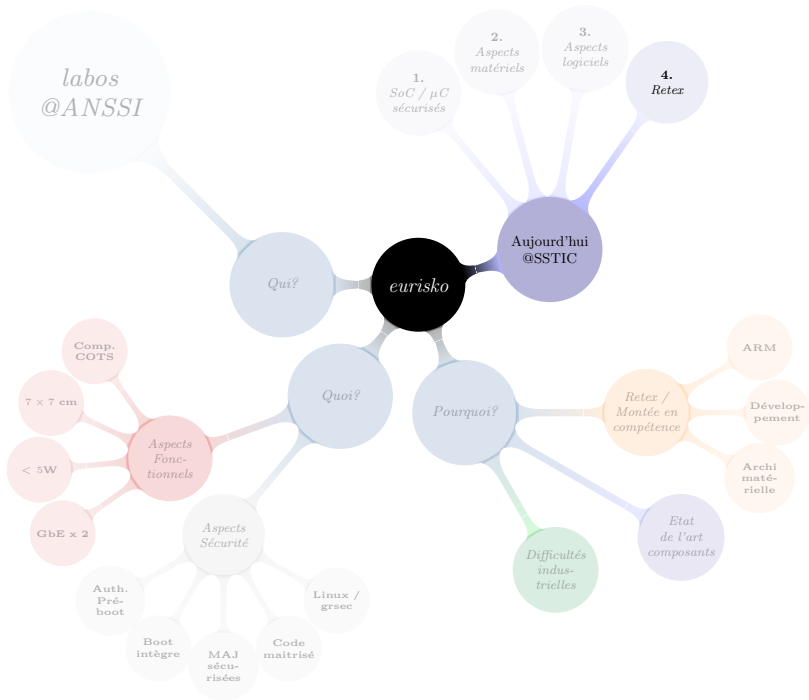 labos
@ANSSI
1.
SoC / µC
sécurisés
2.
Aspects
matériels
3.
Aspects
logiciels
4.
Retex
Aujourd'hui
@SSTIC
Qui?
eurisko
Quoi?
Pourquoi?
Comp.
COTS
7 × 7 cm
< 5W
GbE x 2
Aspects
Fonc-
tionnels
Aspects
Sécurité
Auth.
Pré-
boot
Boot
intègre
MAJ
sécu-
risées
Code
maitrisé
Linux /
grsec
Retex /
Montée en
compétence
ARM
Dévelop-
pement
Archi
maté-
rielle
Etat
de l'art
composants
Difficultés
indus-
trielles